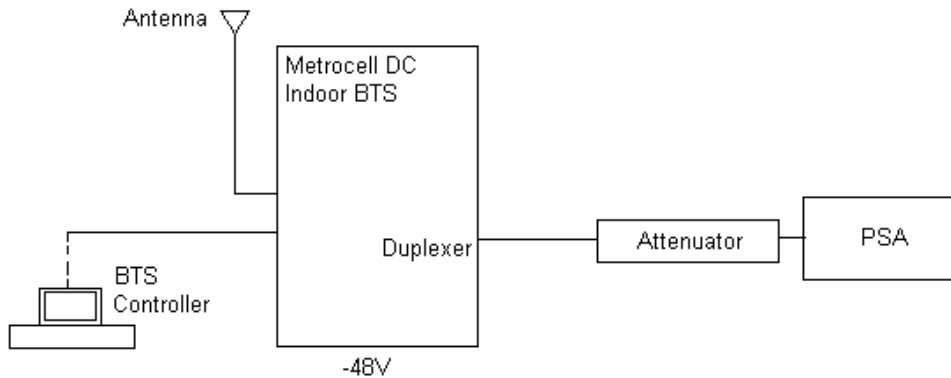 Antenna
Metrocell DC
Indoor BTS
Duplexer
Attenuator
PSA
BTS
Controller
-48V